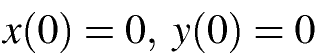 x(0) = 0, y(0) = 0